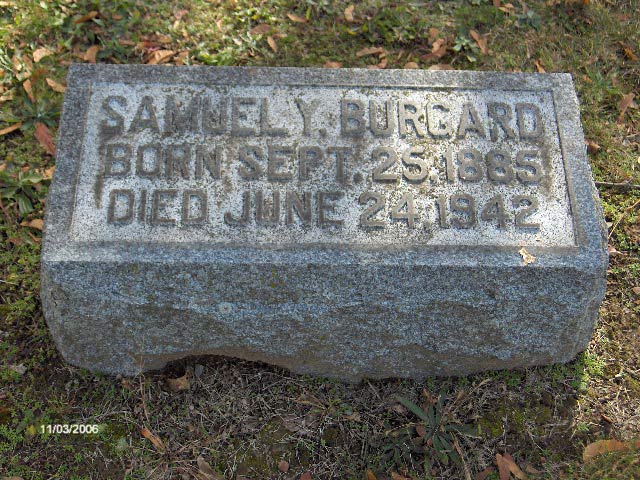 SAMUEL Y. BURGARD
BORN SEPT. 25, 1885
DIED JUNE 24, 1942
11/03/2006